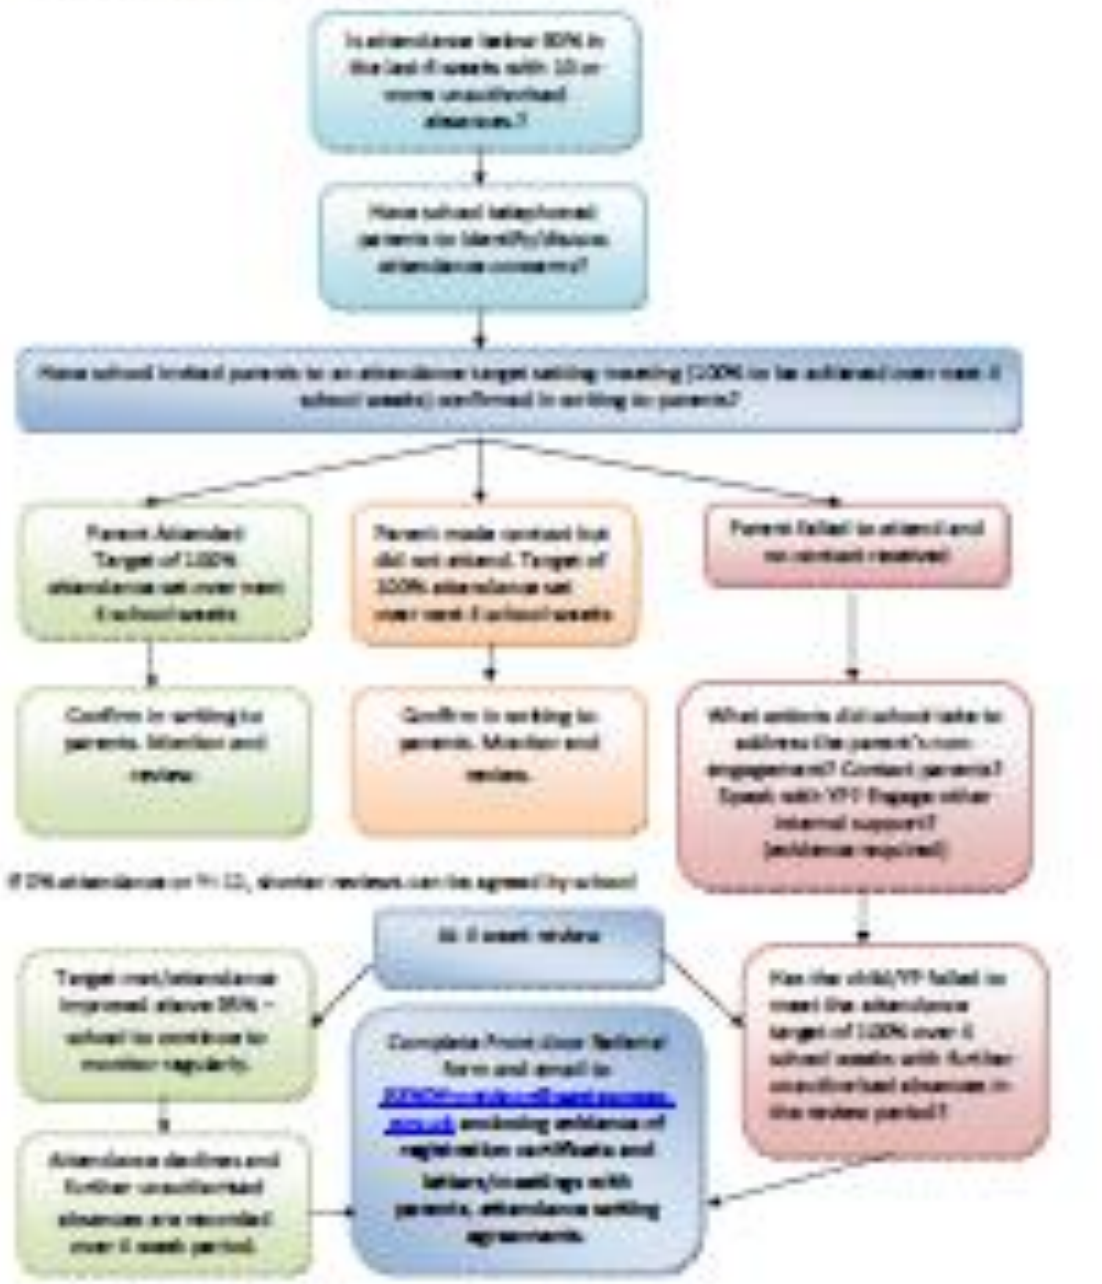 Is attendance below 90% in
the last 6 weeks with 10 or
more unauthorised
absences?
Have school telephoned
parents to identify/discuss
attendance concerns?
Have school invited parents to an attendance target setting meeting (100% to be achieved over next
school weeks) confirmed in writing to parents?
Parent Attended
Target of 100%
attendance set over next
school weeks
Parent made contact but
did not attend. Target of
100% attendance set
over next school weeks
Parent failed to attend and
no contact received
Confirm in writing to
parents. Monitor and
review.
Confirm in writing to
parents. Monitor and
review.
What actions did school take to
address the parent's non-
engagement? Contact parents?
Speak with YP? Engage other
internal support?
(evidence required)
If 0% attendance or Yr 11, shorter reviews can be agreed by school
week review
Target met/attendance
improved above –
school to continue to
monitor regularly.
Has the child/YP failed to
meet the attendance
target of 100% over
school weeks with further
unauthorised absences in
the review period?
Complete Front door Referral
form and email to
gov.uk enclosing evidence of
registration certificate and
letters/meetings with
parents, attendance setting
agreements.
Attendance declines and
further unauthorised
absences are recorded
over week period.